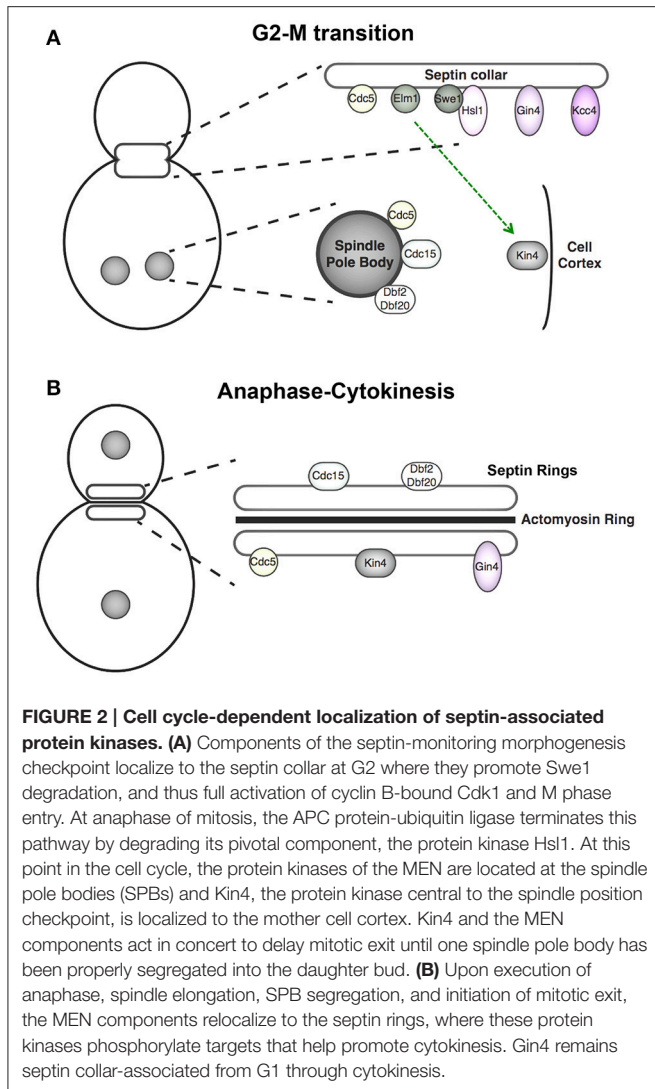 A
G2-M transition
Septin collar
Cdc5
Elm1
Swe1
Hsl1
Gin4
Kcc4
Cdc5
Spindle
Pole Body
Cdc15
Dbf2
Dbf20
Kin4
Cell
Cortex
B
Anaphase-Cytokinesis
Cdc15
Dbf2
Dbf20
Septin Rings
Actomyosin Ring
Cdc5
Kin4
Gin4
FIGURE 2 | Cell cycle-dependent localization of septin-associated
protein kinases. (A) Components of the septin-monitoring morphogenesis
checkpoint localize to the septin collar at G2 where they promote Swe1
degradation, and thus full activation of cyclin B-bound Cdk1 and M phase
entry. At anaphase of mitosis, the APC protein-ubiquitin ligase terminates this
pathway by degrading its pivotal component, the protein kinase Hsl1. At this
point in the cell cycle, the protein kinases of the MEN are located at the spindle
pole bodies (SPBs) and Kin4, the protein kinase central to the spindle position
checkpoint, is localized to the mother cell cortex. Kin4 and the MEN
components act in concert to delay mitotic exit until one spindle pole body has
been properly segregated into the daughter bud. (B) Upon execution of
anaphase, spindle elongation, SPB segregation, and initiation of mitotic exit,
the MEN components relocalize to the septin rings, where these protein
kinases phosphorylate targets that help promote cytokinesis. Gin4 remains
septin collar-associated from G1 through cytokinesis.